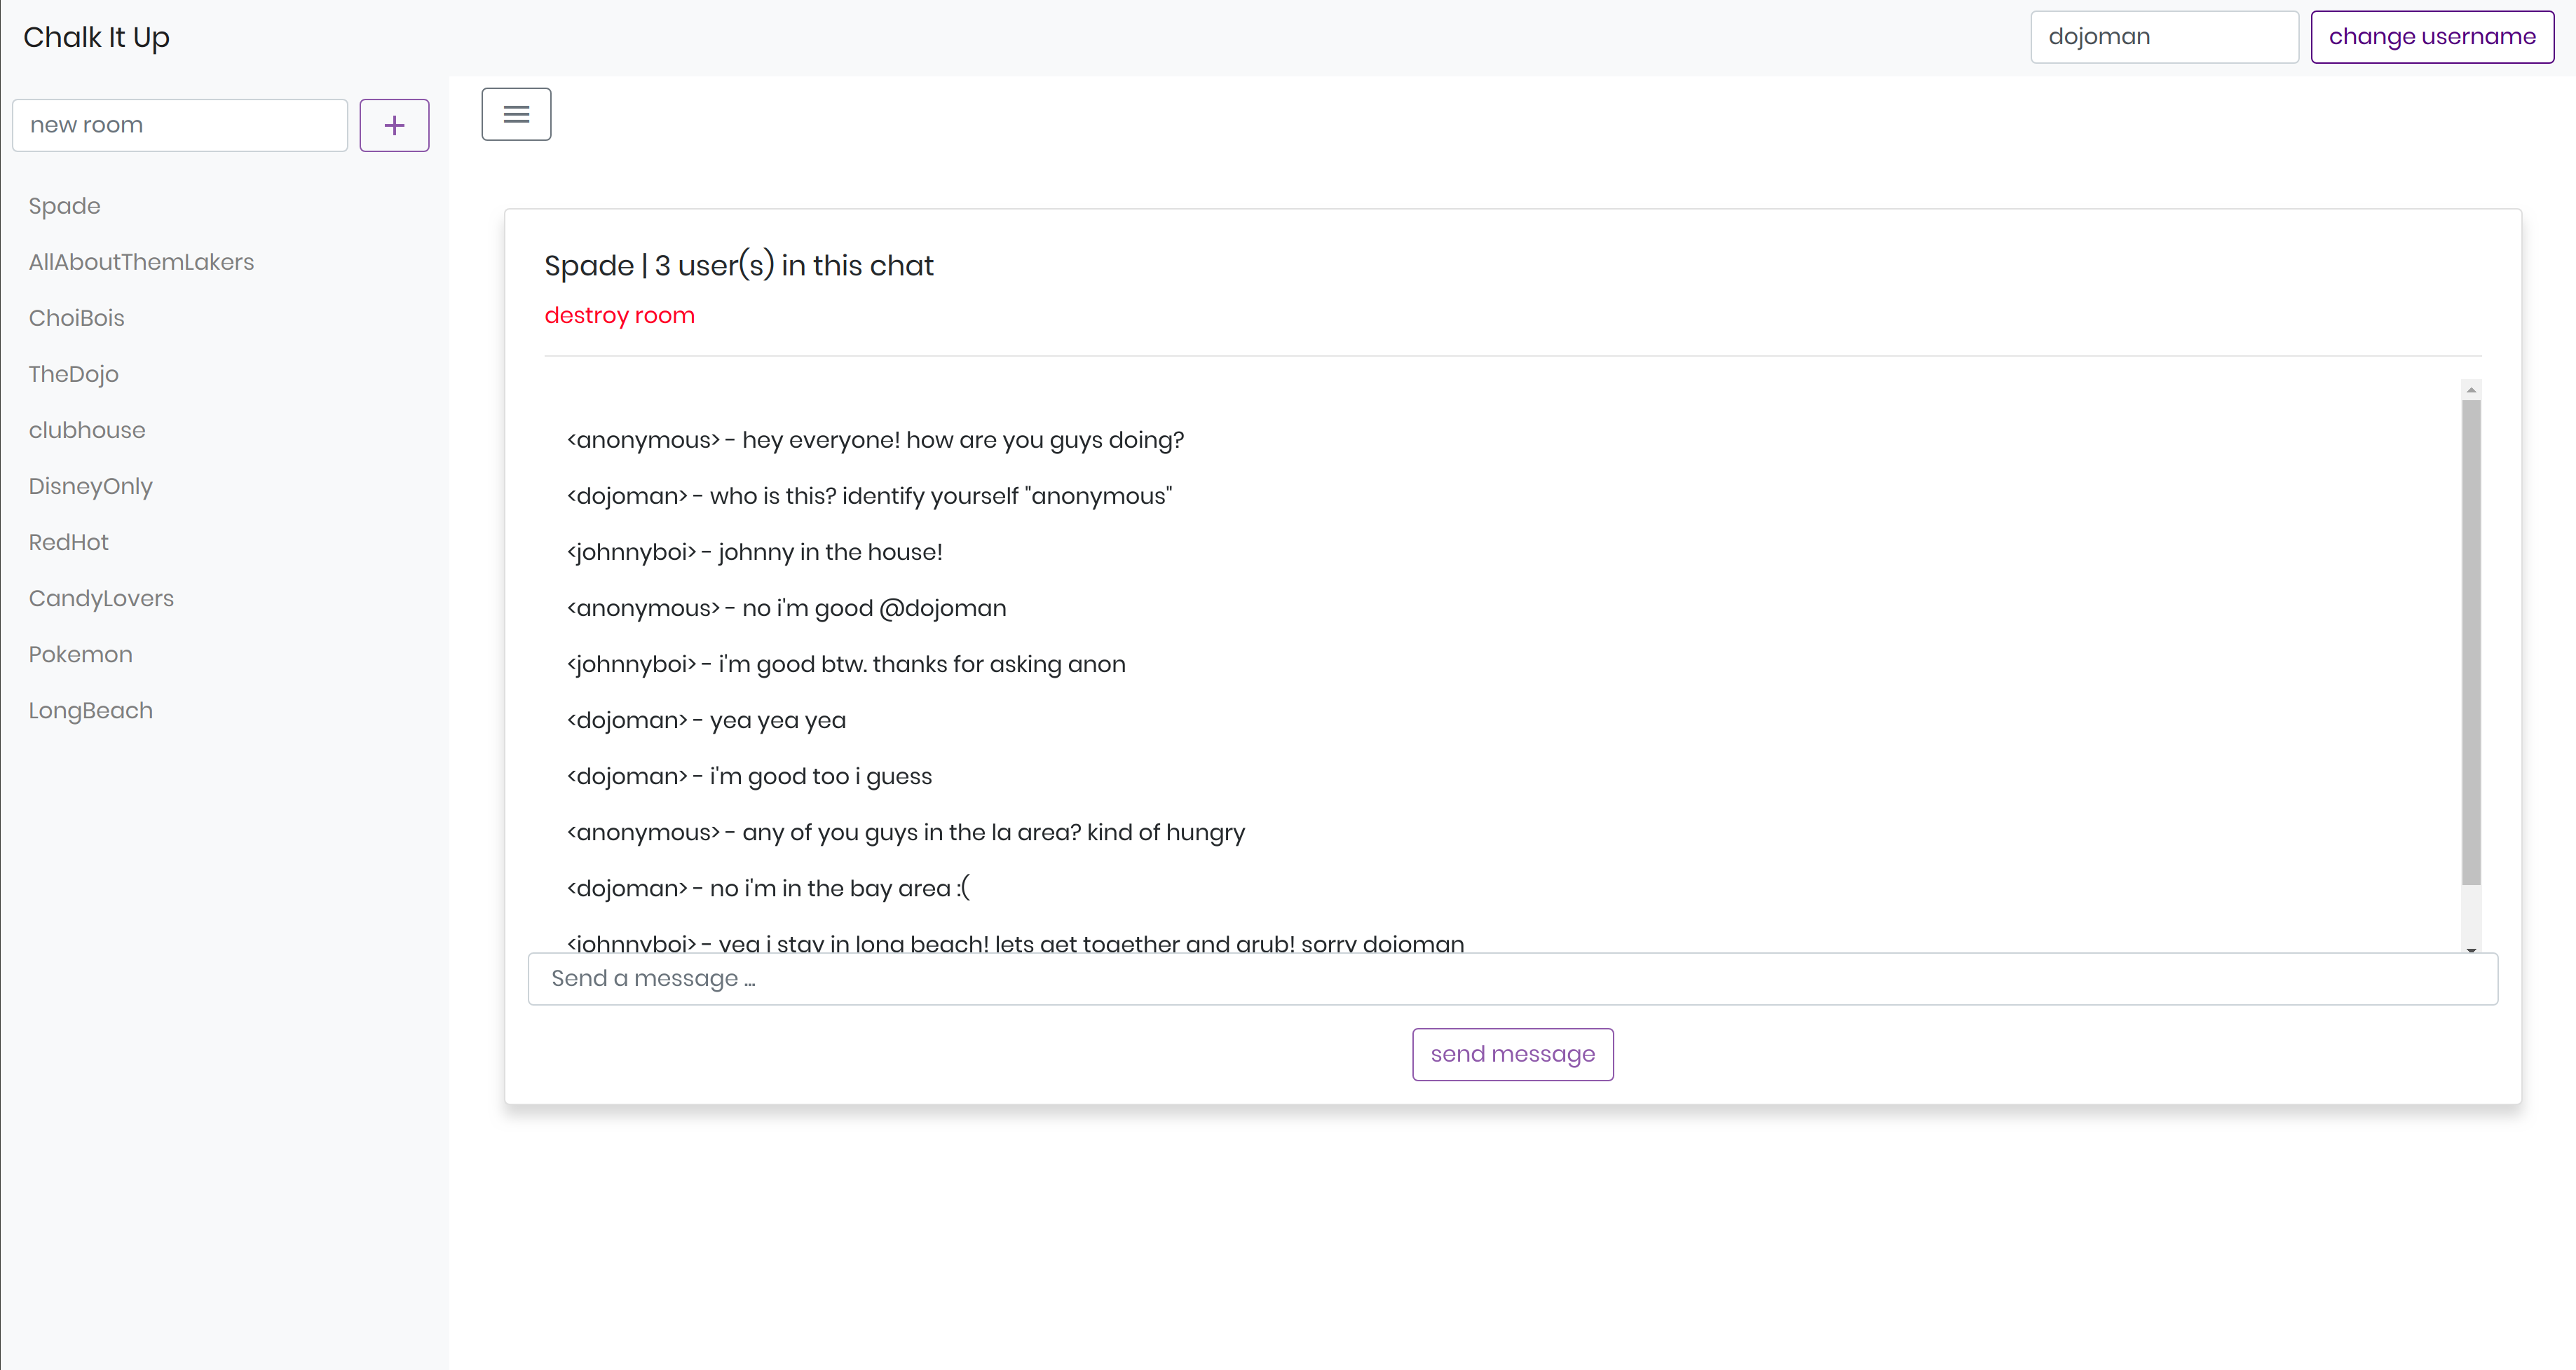 Chalk It Up
dojoman
change username
new room
+
Spade
AllAboutThemLakers
ChoiBois
TheDojo
clubhouse
DisneyOnly
RedHot
CandyLovers
Pokemon
LongBeach
Spade | 3 user(s) in this chat
destroy room
<anonymous> - hey everyone! how are you guys doing?
<dojoman> - who is this? identify yourself "anonymous"
<johnnyboi> - johnny in the house!
<anonymous> - no i'm good @dojoman
<johnnyboi> - i'm good btw. thanks for asking anon
<dojoman> - yea yea yea
<dojoman> - i'm good too i guess
<anonymous> - any of you guys in the la area? kind of hungry
<dojoman> - no i'm in the bay area :(
<johnnyboi> - yea i stay in long beach! lets get together and grub! sorry dojoman
Send a message ...
send message